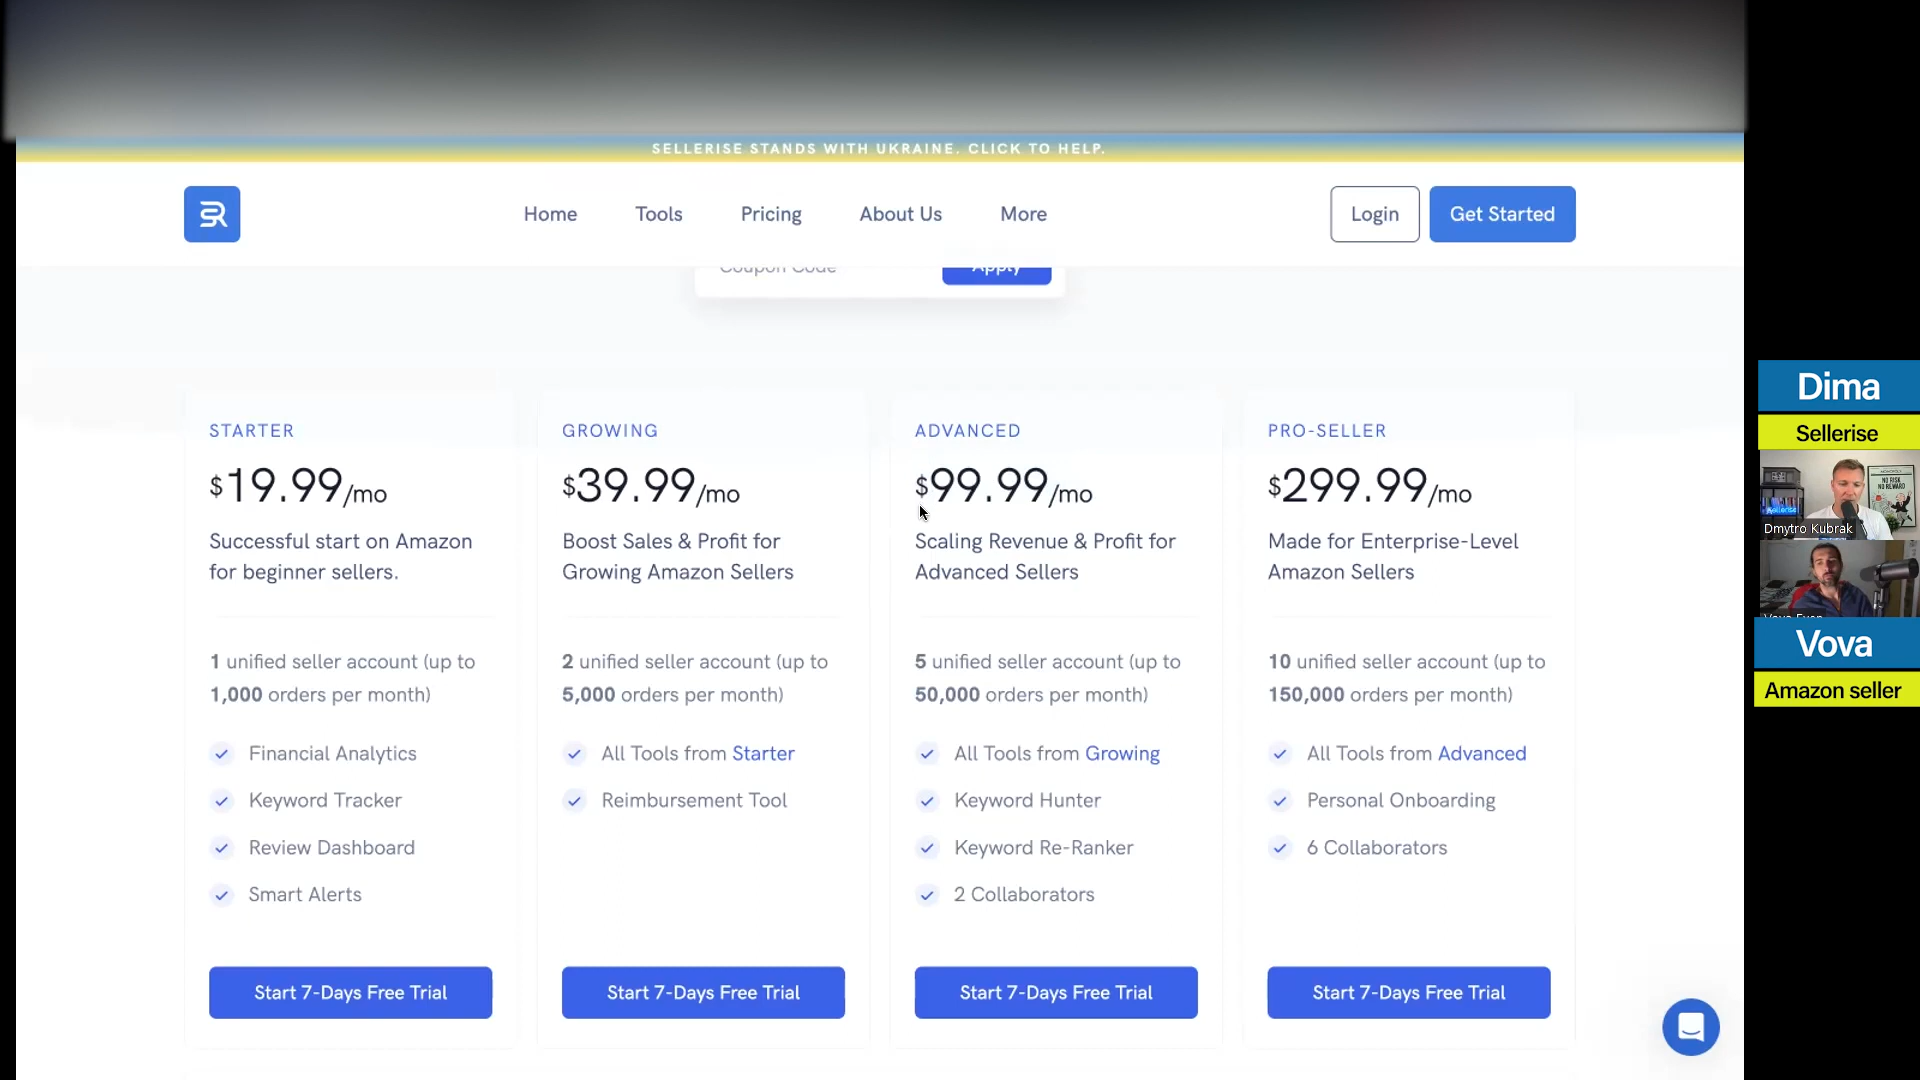 SELLERISE STANDS WITH UKRAINE. CLICK TO HELP.
SR
Home
Tools
Pricing
About Us
More
Login
Get Started
Coupon Code
Apply
STARTER
$19.99/mo
Successful start on Amazon
for beginner sellers.
1 unified seller account (up to
1,000 orders per month)
Financial Analytics
Keyword Tracker
Review Dashboard
Smart Alerts
Start 7-Days Free Trial
GROWING
$39.99/mo
Boost Sales & Profit for
Growing Amazon Sellers
2 unified seller account (up to
5,000 orders per month)
All Tools from Starter
Reimbursement Tool
Start 7-Days Free Trial
ADVANCED
$99.99/mo
Scaling Revenue & Profit for
Advanced Sellers
5 unified seller account (up to
50,000 orders per month)
All Tools from Growing
Keyword Hunter
Keyword Re-Ranker
2 Collaborators
Start 7-Days Free Trial
PRO-SELLER
$299.99/mo
Made for Enterprise-Level
Amazon Sellers
10 unified seller account (up to
150,000 orders per month)
All Tools from Advanced
Personal Onboarding
6 Collaborators
Start 7-Days Free Trial
Dima
Sellerise
NO RISK
NO REWARD
Dmytro Kubrak
Vova
Amazon seller